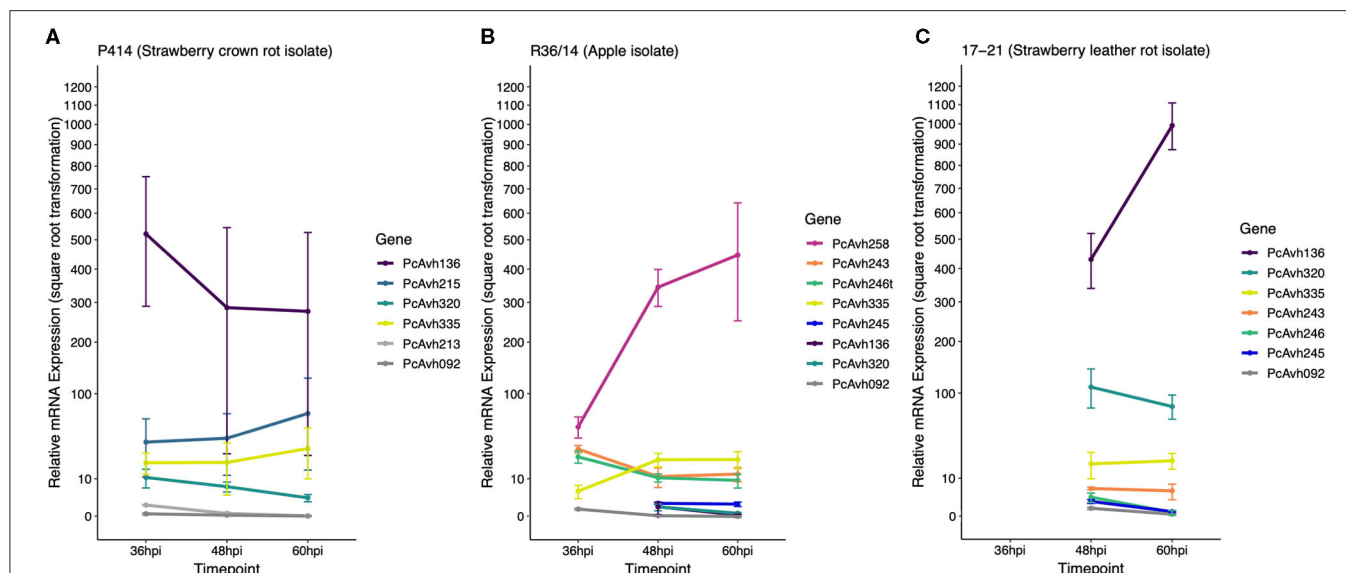 A
P414 (Strawberry crown rot isolate)
Relative mRNA Expression (square root transformation)
1200
1100
1000
900
800
700
600
500
400
300
200
100
10
0
36hpi
48hpi
60hpi
Timepoint
Gene
PcAvh136
PcAvh215
PcAvh320
PcAvh335
PcAvh213
PcAvh092
B
R36/14 (Apple isolate)
Relative mRNA Expression (square root transformation)
1200
1100
1000
900
800
700
600
500
400
300
200
100
10
0
36hpi
48hpi
60hpi
Timepoint
Gene
PcAvh258
PcAvh243
PcAvh246t
PcAvh335
PcAvh245
PcAvh136
PcAvh320
PcAvh092
C
17−21 (Strawberry leather rot isolate)
Relative mRNA Expression (square root transformation)
1200
1100
1000
900
800
700
600
500
400
300
200
100
10
0
36hpi
48hpi
60hpi
Timepoint
Gene
PcAvh136
PcAvh320
PcAvh335
PcAvh243
PcAvh246
PcAvh245
PcAvh092